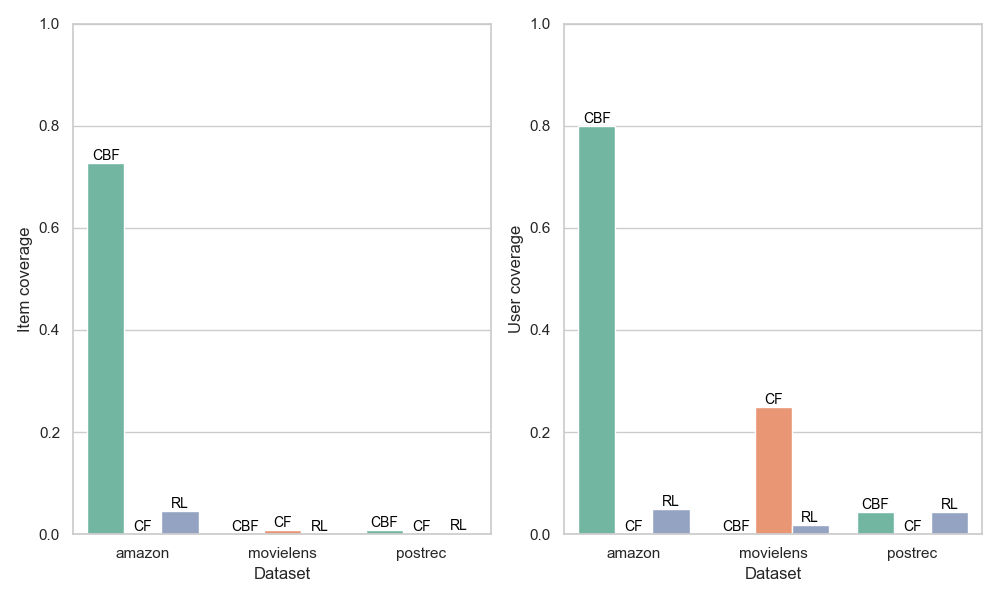 1.0
0.8
0.6
0.4
0.2
0.0
Item coverage
CBF
CF
RL
CBF
CF
RL
CBF
CF
RL
amazon
movielens
postrec
Dataset
1.0
0.8
0.6
0.4
0.2
0.0
User coverage
CBF
CF
RL
CBF
CF
RL
CBF
CF
RL
amazon
movielens
postrec
Dataset